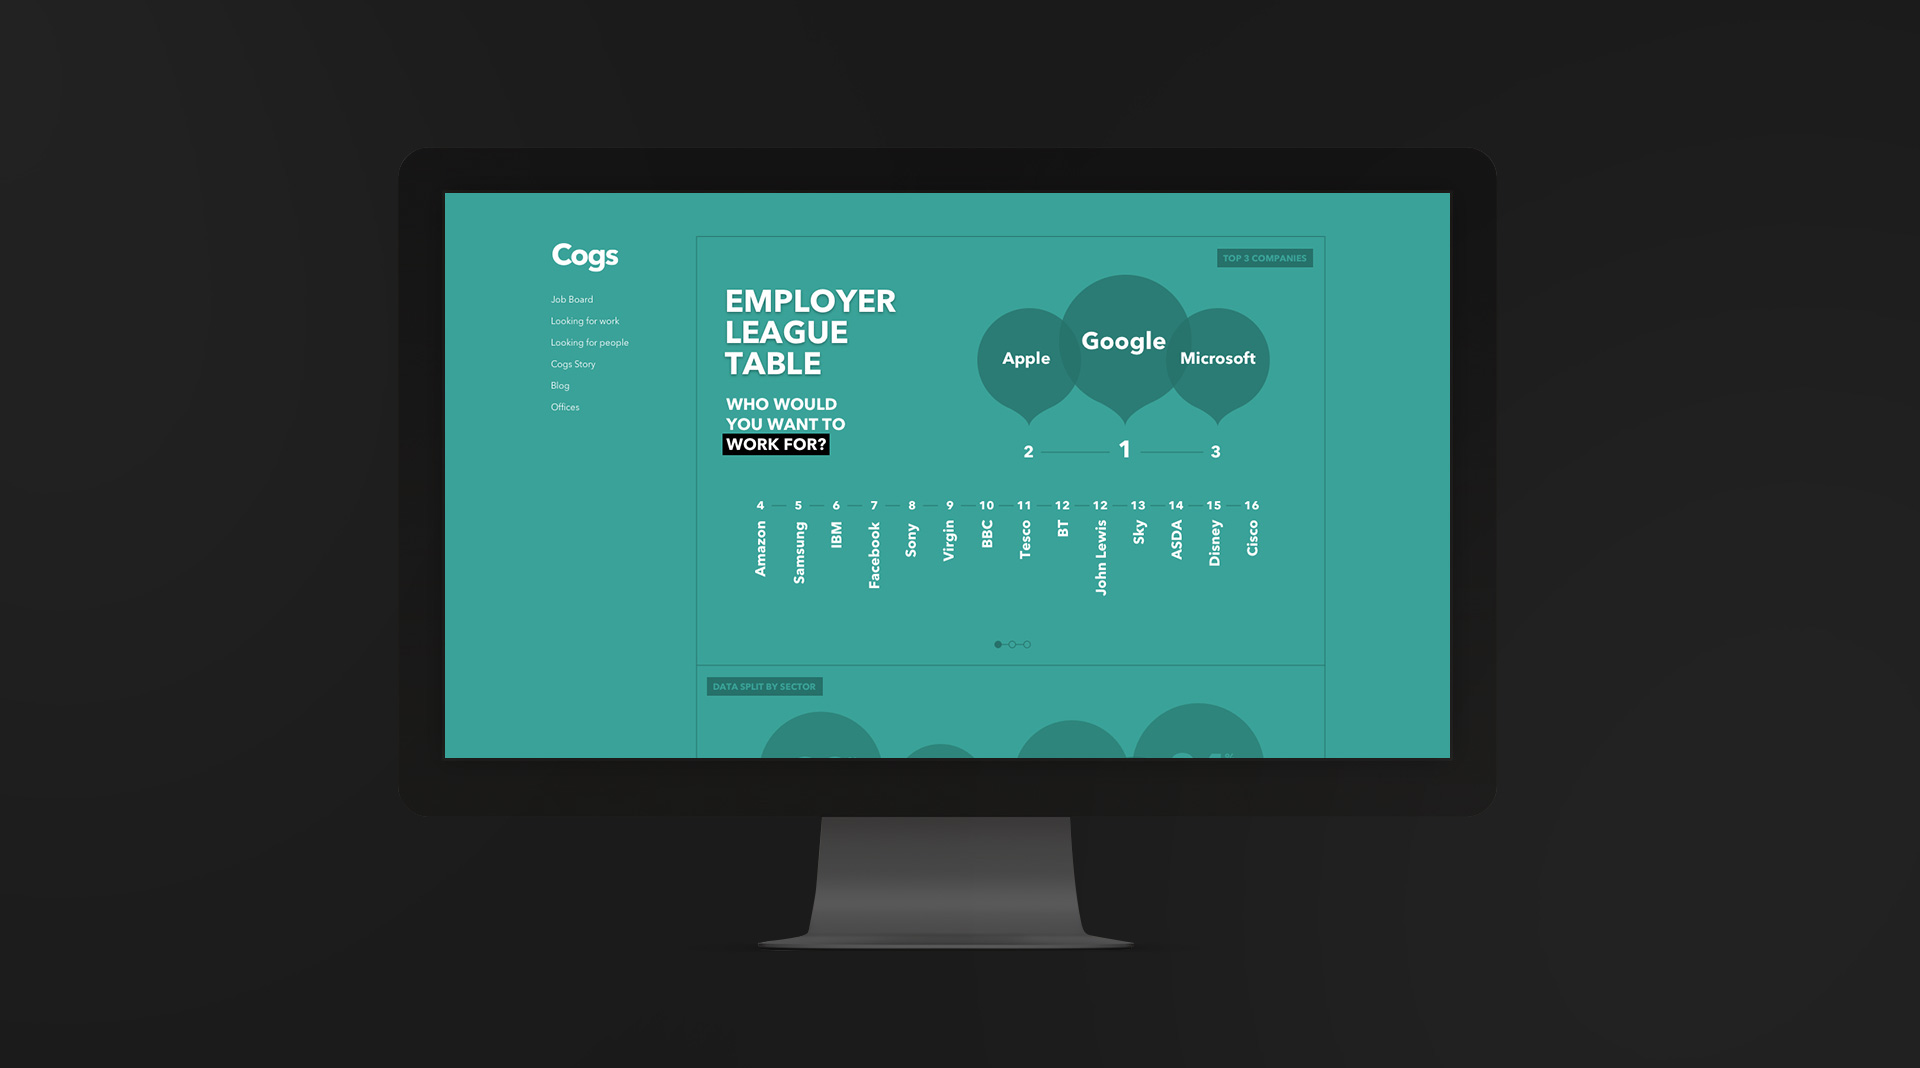 Cogs
Job Board
Looking for work
Looking for people
Cogs Story
Blog
Offices
TOP 3 COMPANIES
EMPLOYER
LEAGUE
TABLE
WHO WOULD
YOU WANT TO
WORK FOR?
Apple
Google
Microsoft
2 1 3
4 5 6 7 8 9 10 11 12 12 13 14 15 16
Amazon
Samsung
IBM
Facebook
Sony
Virgin
BBC
Tesco
BT
John Lewis
Sky
ASDA
Disney
Cisco
DATA SPLIT BY SECTOR